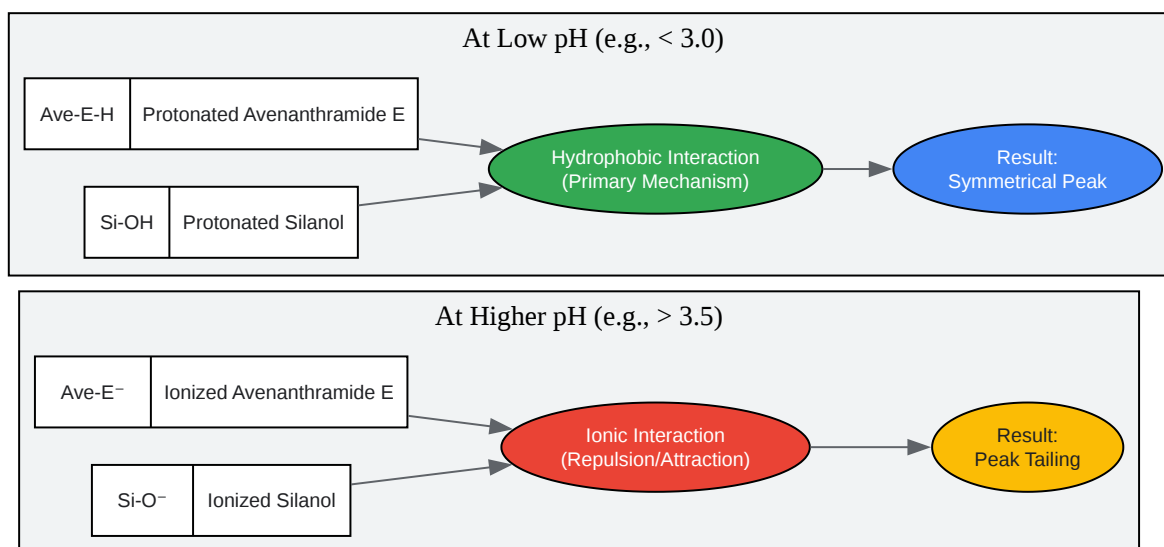 At Low pH (e.g., < 3.0)
Ave-E-H
Protonated Avenanthramide E
Si-OH
Protonated Silanol
Hydrophobic Interaction
(Primary Mechanism)
Result:
Symmetrical Peak
At Higher pH (e.g., > 3.5)
Ave-E⁻
Ionized Avenanthramide E
Si-O⁻
Ionized Silanol
Ionic Interaction
(Repulsion/Attraction)
Result:
Peak Tailing